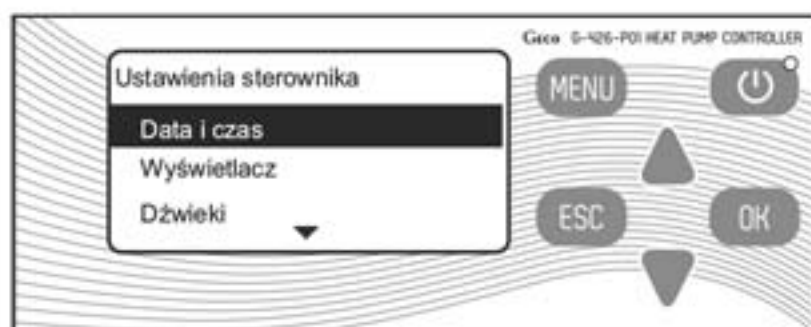 Geco G-426-P01 HEAT PUMP CONTROLLER
Ustawienia sterownika
Data i czas
Wyświetlacz
Dźwieki
MENU
ESC
OK